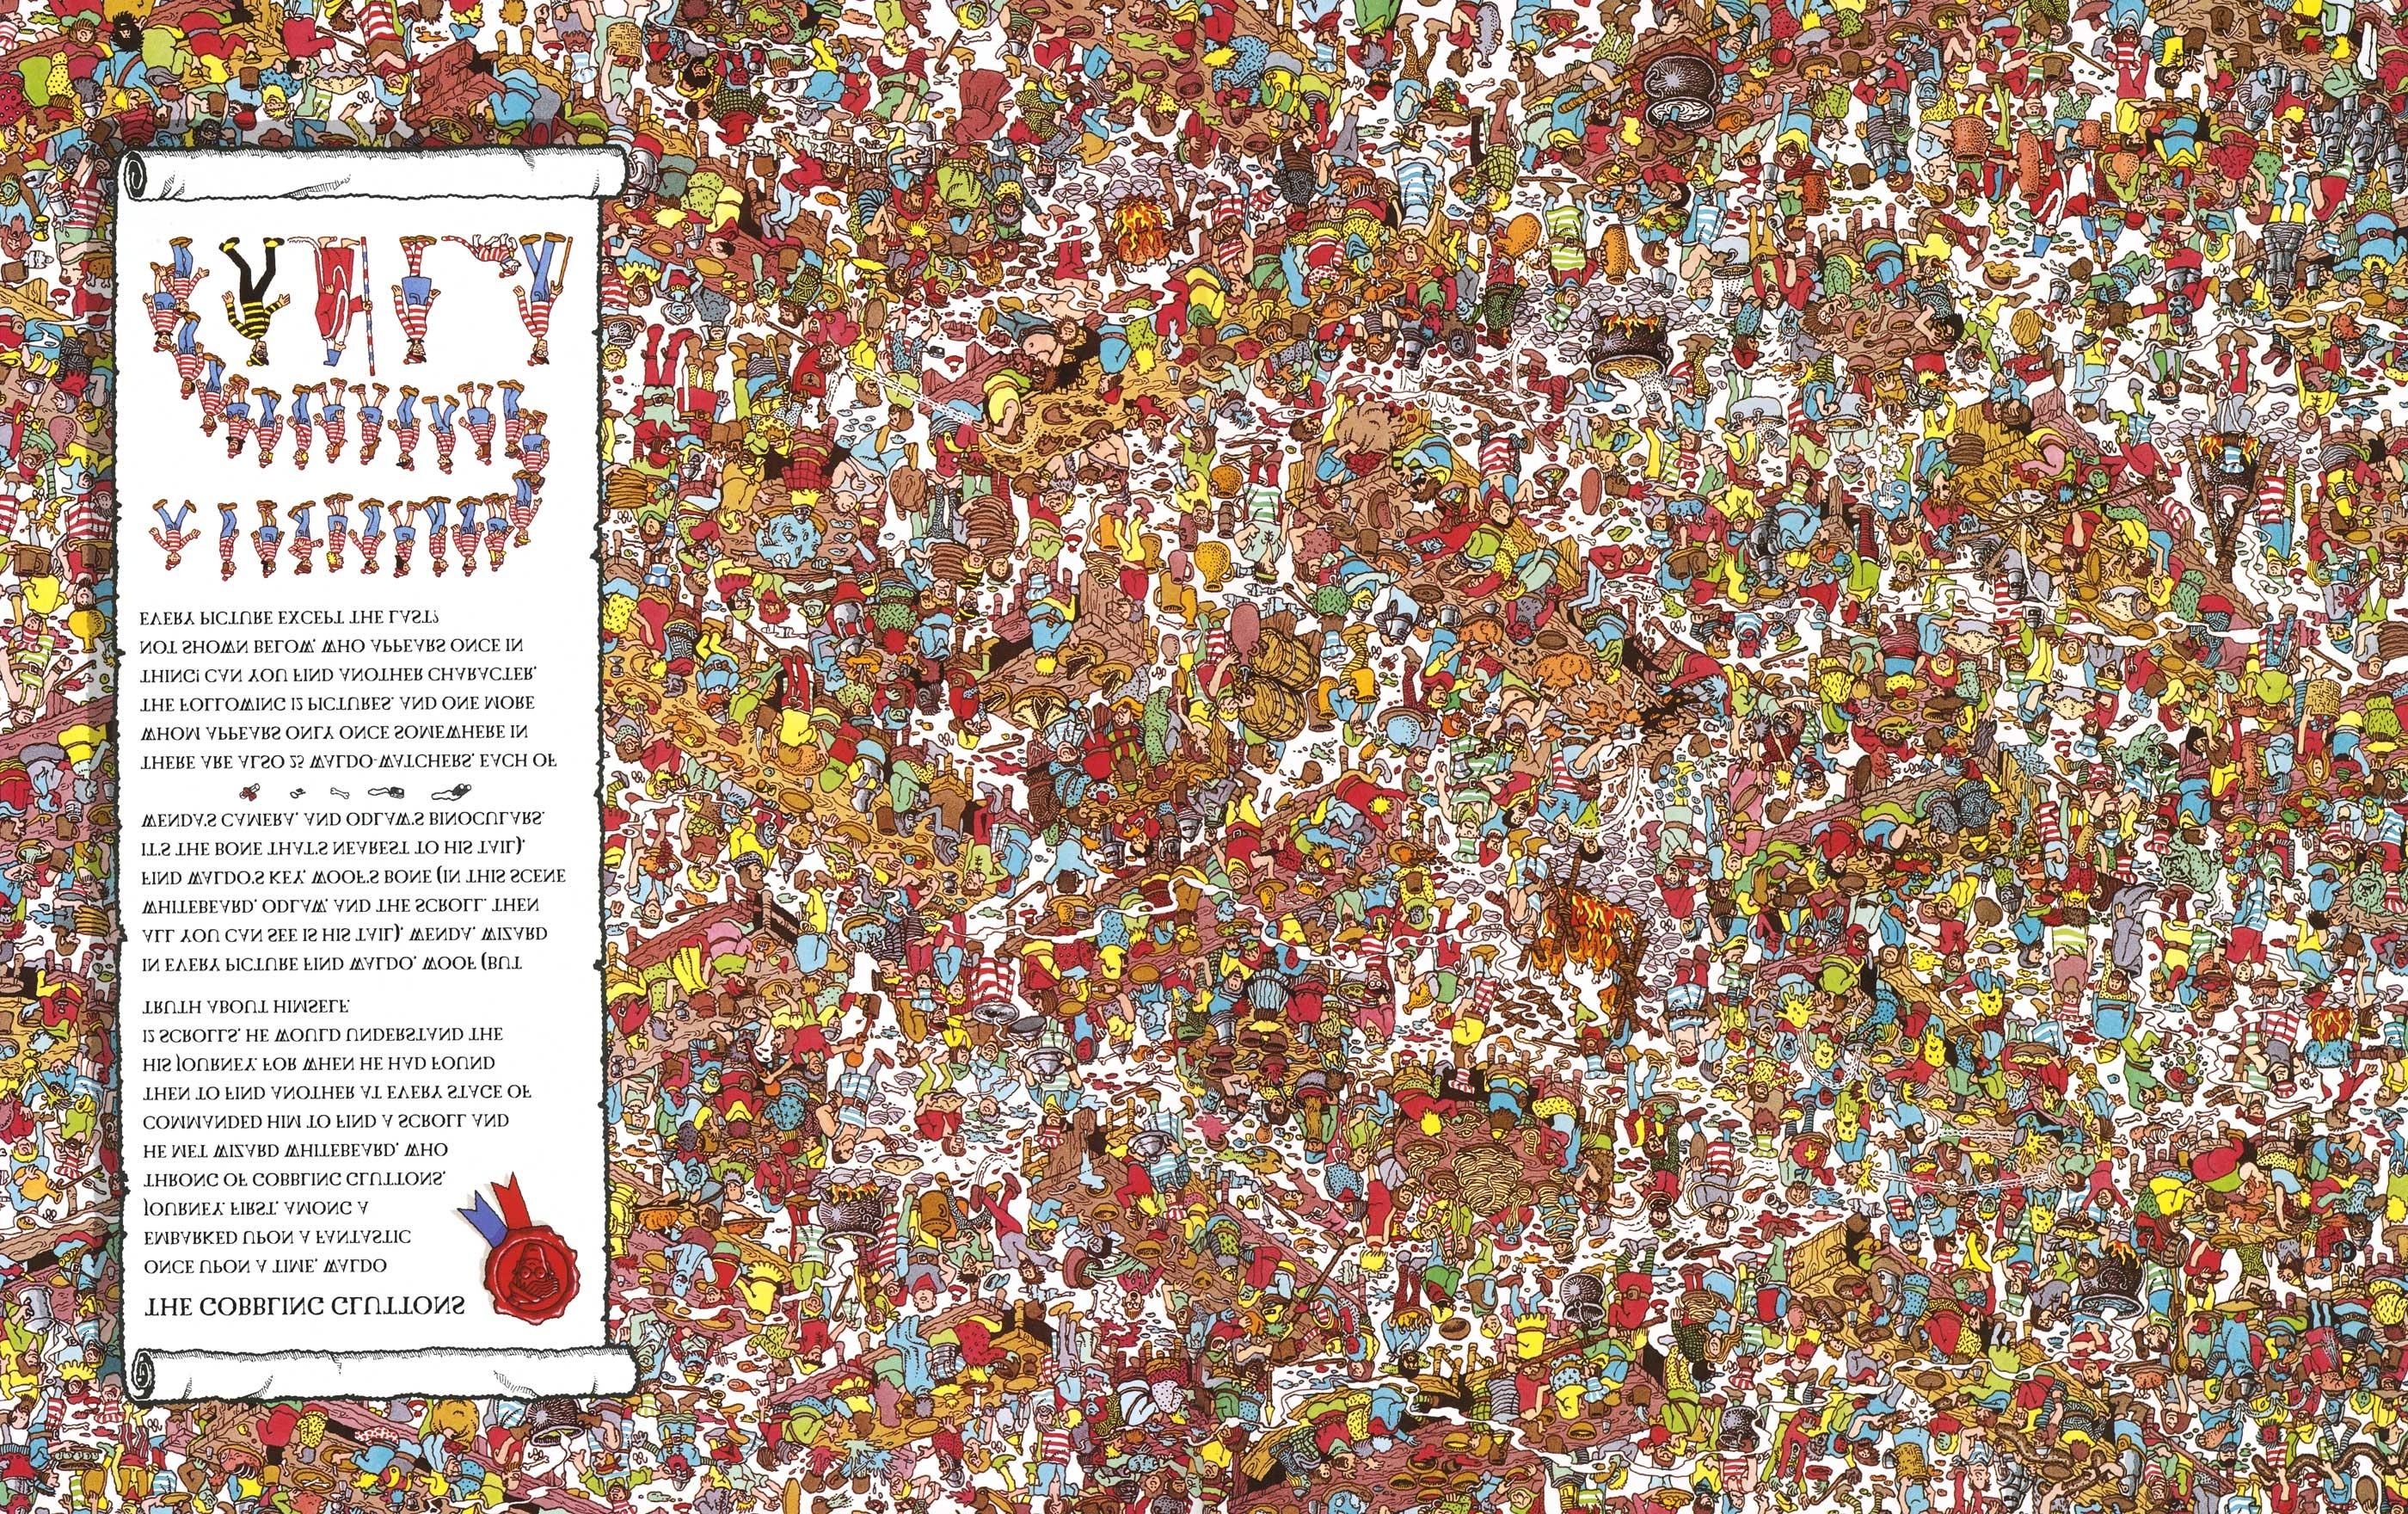 THE GOBBLING GLUTTONS
ONCE UPON A TIME, WALDO
EMBARKED UPON A FANTASTIC
JOURNEY. FIRST, AMONG A
THRONG OF GOBBLING GLUTTONS,
HE MET WIZARD WHITEBEARD, WHO
COMMANDED HIM TO FIND A SCROLL AND
THEN TO FIND ANOTHER AT EVERY STAGE OF
HIS JOURNEY. FOR WHEN HE HAD FOUND
12 SCROLLS, HE WOULD UNDERSTAND THE
TRUTH ABOUT HIMSELF.
IN EVERY PICTURE FIND WALDO, WOOF (BUT
ALL YOU CAN SEE IS HIS TAIL), WENDA, WIZARD
WHITEBEARD, ODLAW, AND THE SCROLL. THEN
FIND WALDO'S KEY, WOOF'S BONE (IN THIS SCENE
IT'S THE BONE THAT'S NEAREST TO HIS TAIL),
WENDA'S CAMERA, AND ODLAW'S BINOCULARS.
THERE ARE ALSO 25 WALDO-WATCHERS, EACH OF
WHOM APPEARS ONLY ONCE SOMEWHERE IN
THE FOLLOWING 12 PICTURES. AND ONE MORE
THING! CAN YOU FIND ANOTHER CHARACTER,
NOT SHOWN BELOW, WHO APPEARS ONCE IN
EVERY PICTURE EXCEPT THE LAST?